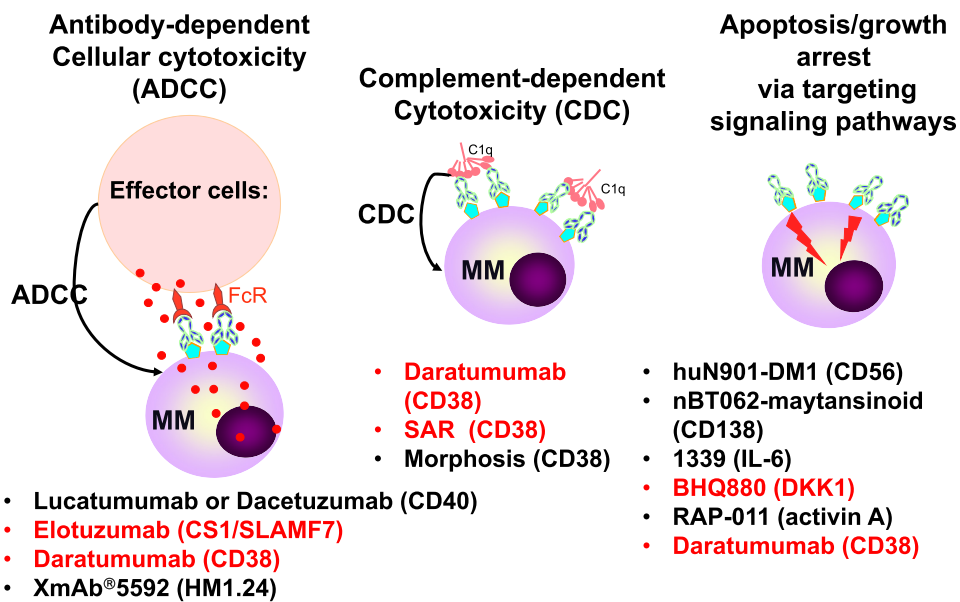 Antibody-dependent
Cellular cytotoxicity
(ADCC)
Effector cells:
ADCC
FcR
MM
• Lucatumumab or Dacetuzumab (CD40)
• Elotuzumab (CS1/SLAMF7)
• Daratumumab (CD38)
• XmAb®5592 (HM1.24)
Complement-dependent
Cytotoxicity (CDC)
C1q
C1q
CDC
MM
• Daratumumab
(CD38)
• SAR (CD38)
• Morphosis (CD38)
Apoptosis/growth
arrest
via targeting
signaling pathways
MM
• huN901-DM1 (CD56)
• nBT062-maytansinoid
(CD138)
• 1339 (IL-6)
• BHQ880 (DKK1)
• RAP-011 (activin A)
• Daratumumab (CD38)